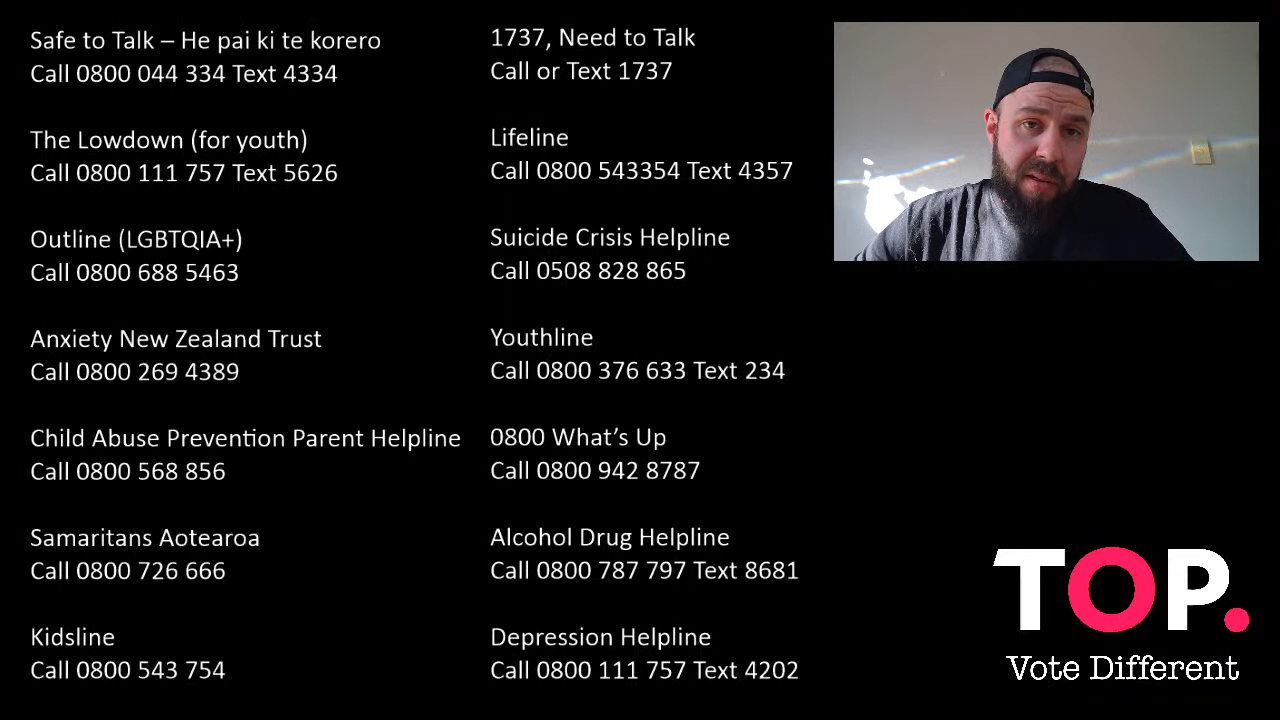 Safe to Talk – He pai ki te korero
Call 0800 044 334 Text 4334
The Lowdown (for youth)
Call 0800 111 757 Text 5626
Outline (LGBTQIA+)
Call 0800 688 5463
Anxiety New Zealand Trust
Call 0800 269 4389
Child Abuse Prevention Parent Helpline
Call 0800 568 856
Samaritans Aotearoa
Call 0800 726 666
Kidsline
Call 0800 543 754
1737, Need to Talk
Call or Text 1737
Lifeline
Call 0800 543354 Text 4357
Suicide Crisis Helpline
Call 0508 828 865
Youthline
Call 0800 376 633 Text 234
0800 What’s Up
Call 0800 942 8787
Alcohol Drug Helpline
Call 0800 787 797 Text 8681
Depression Helpline
Call 0800 111 757 Text 4202
TOP.
Vote Different